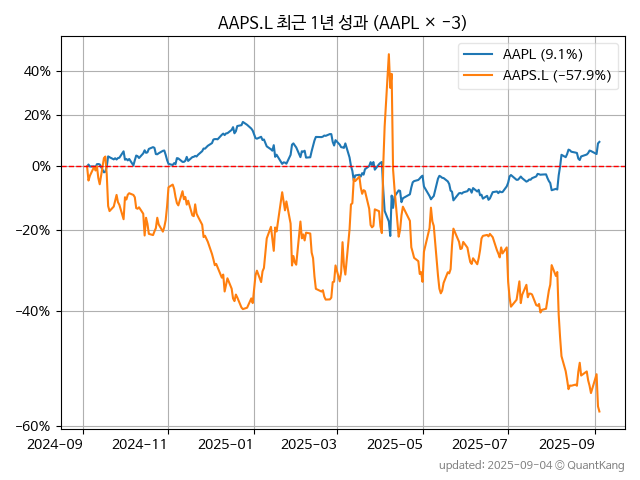 AAPS.L 최근 1년 성과 (AAPL × −3)
AAPL (9.1%)
AAPS.L (−57.9%)
40%
20%
0%
−20%
−40%
−60%
2024-09 2024-11 2025-01 2025-03 2025-05 2025-07 2025-09
updated: 2025-09-04 © QuantKang